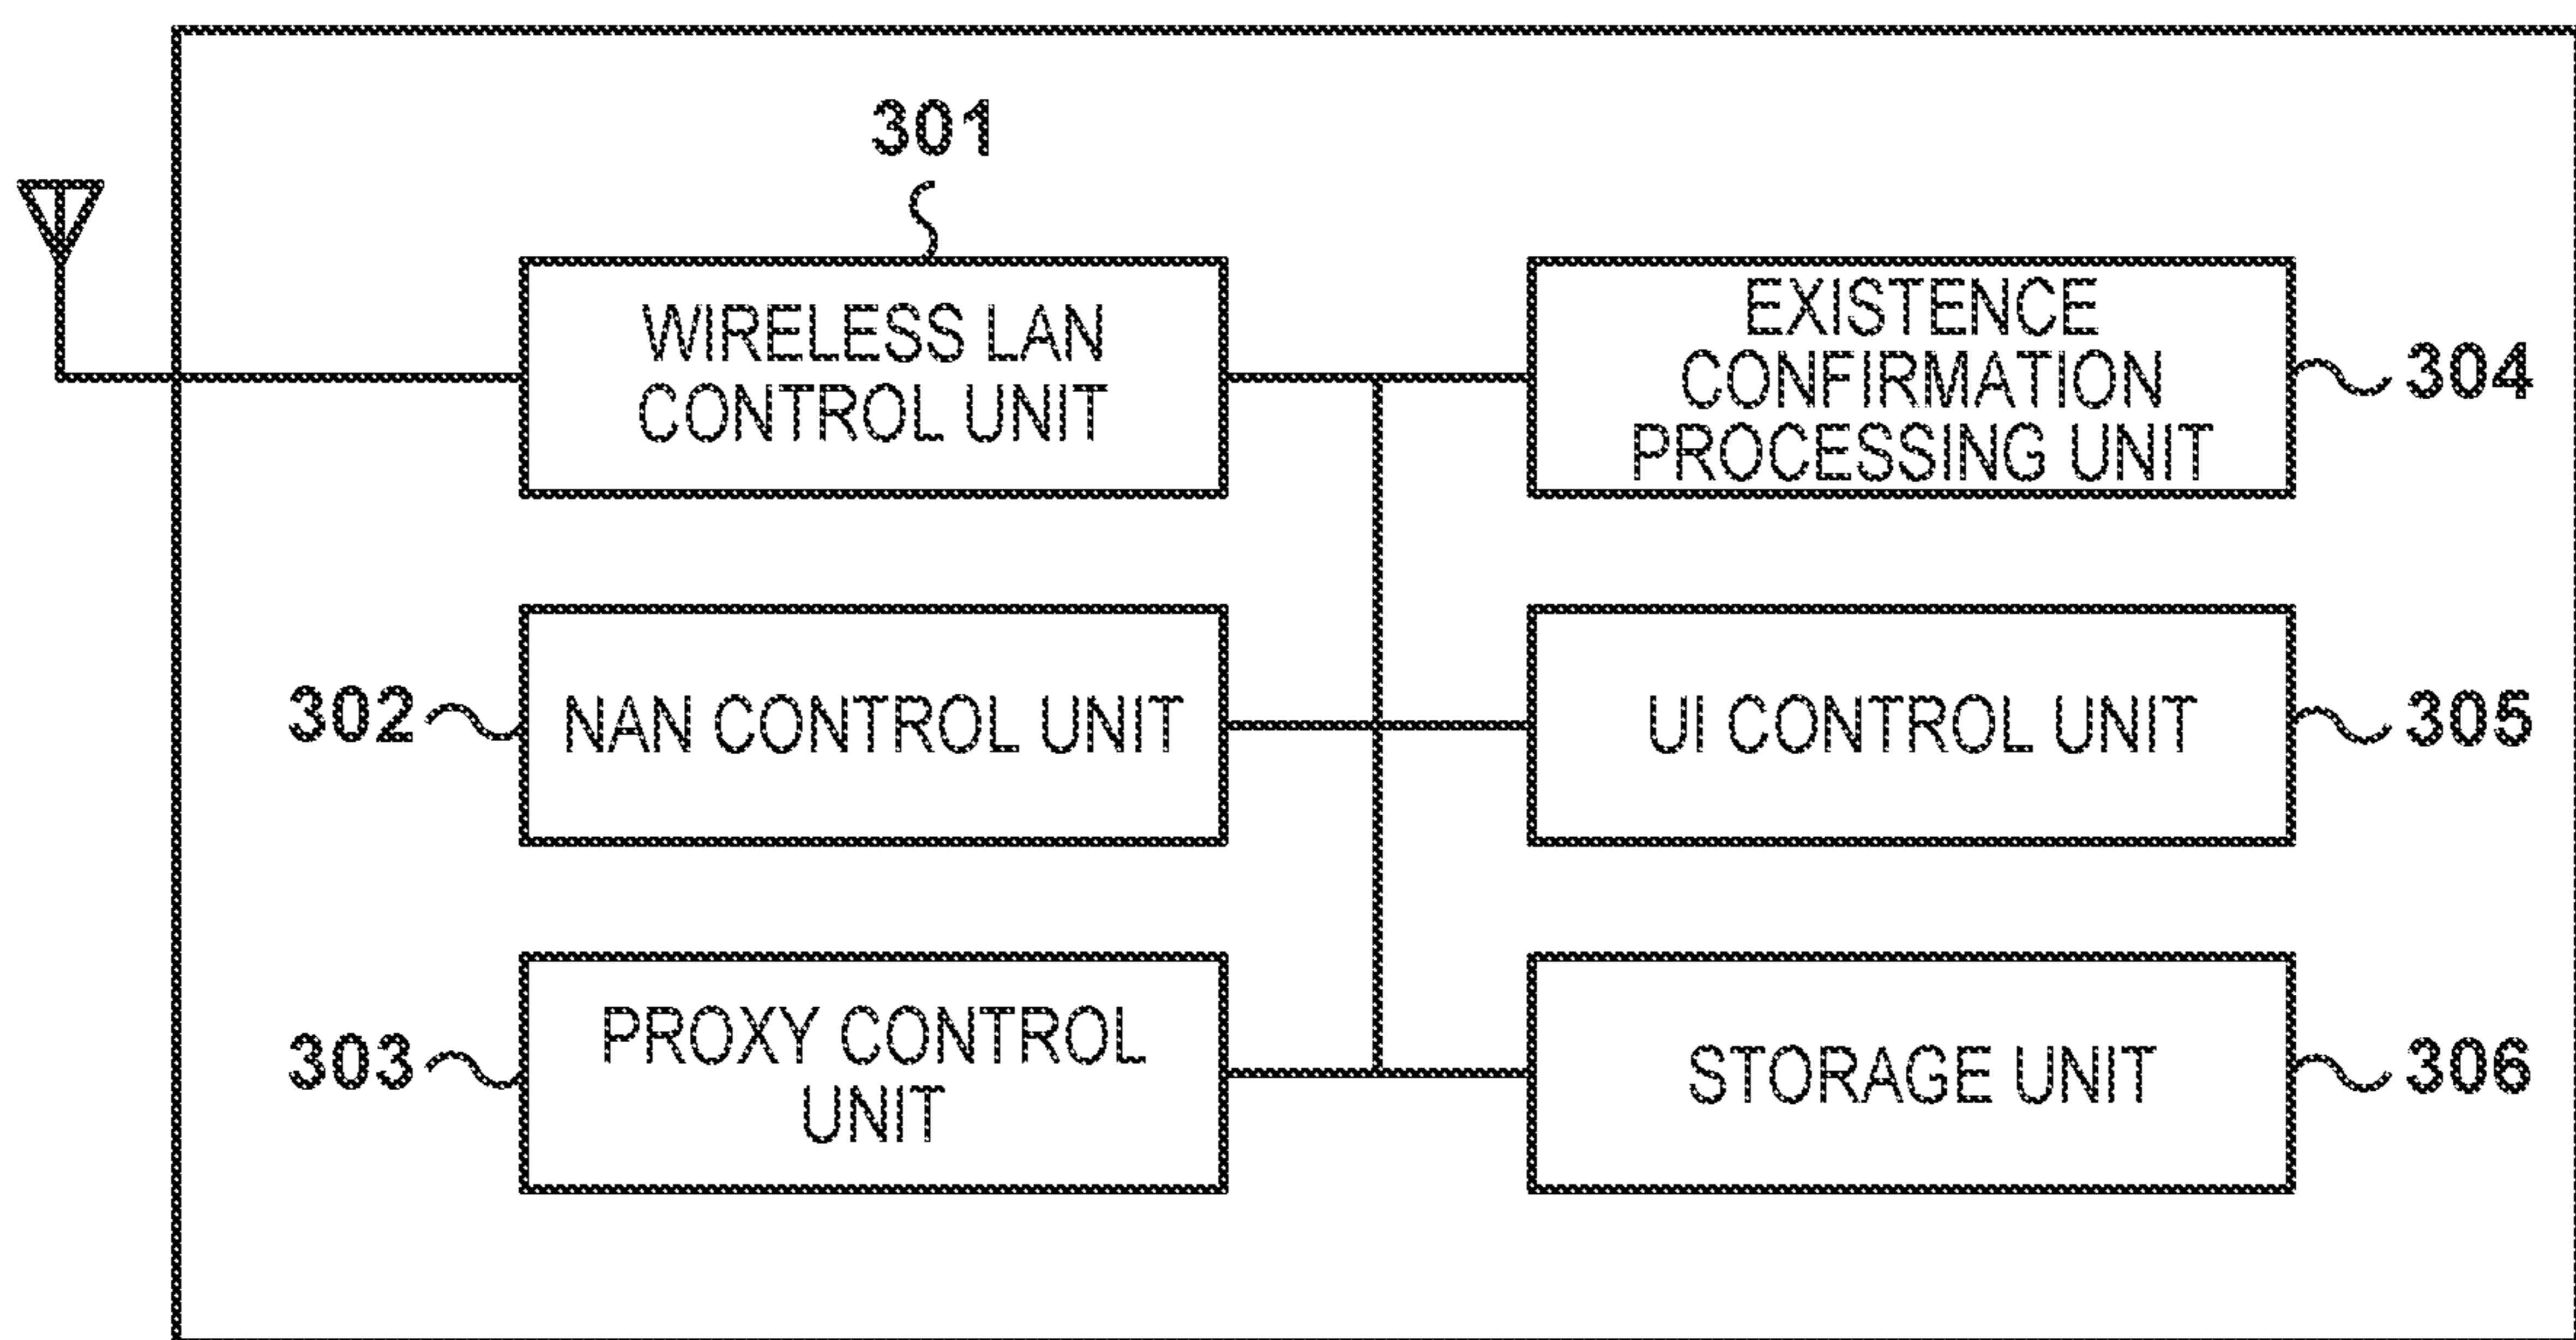 301
WIRELESS LAN
CONTROL UNIT
EXISTENCE
CONFIRMATION
PROCESSING UNIT
304
302
NAN CONTROL UNIT
UI CONTROL UNIT
305
303
PROXY CONTROL
UNIT
STORAGE UNIT
306